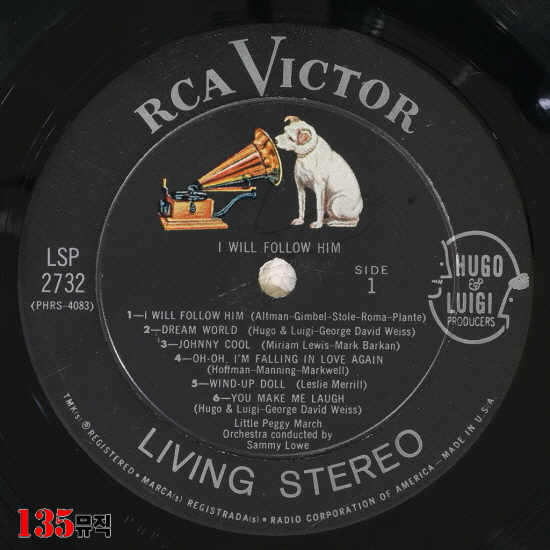 RCA VICTOR
I WILL FOLLOW HIM
LSP
2732
(PHRS-4083)
SIDE
1
HUGO
&
LUIGI
PRODUCERS
1—I WILL FOLLOW HIM (Altman-Gimbel-Stole-Roma-Plante)
2—DREAM WORLD (Hugo & Luigi-George David Weiss)
3—JOHNNY COOL (Miriam Lewis-Mark Barkan)
4—OH-OH, I'M FALLING IN LOVE AGAIN
(Hoffman-Manning-Markwell)
5—WIND-UP DOLL (Leslie Merrill)
6—YOU MAKE ME LAUGH
(Hugo & Luigi-George David Weiss)
Little Peggy March
Orchestra conducted by
Sammy Lowe
LIVING STEREO
TMK(s) ® REGISTERED • MARCA(s) REGISTRADA(s) • RADIO CORPORATION OF AMERICA — MADE IN U.S.A
135뮤직